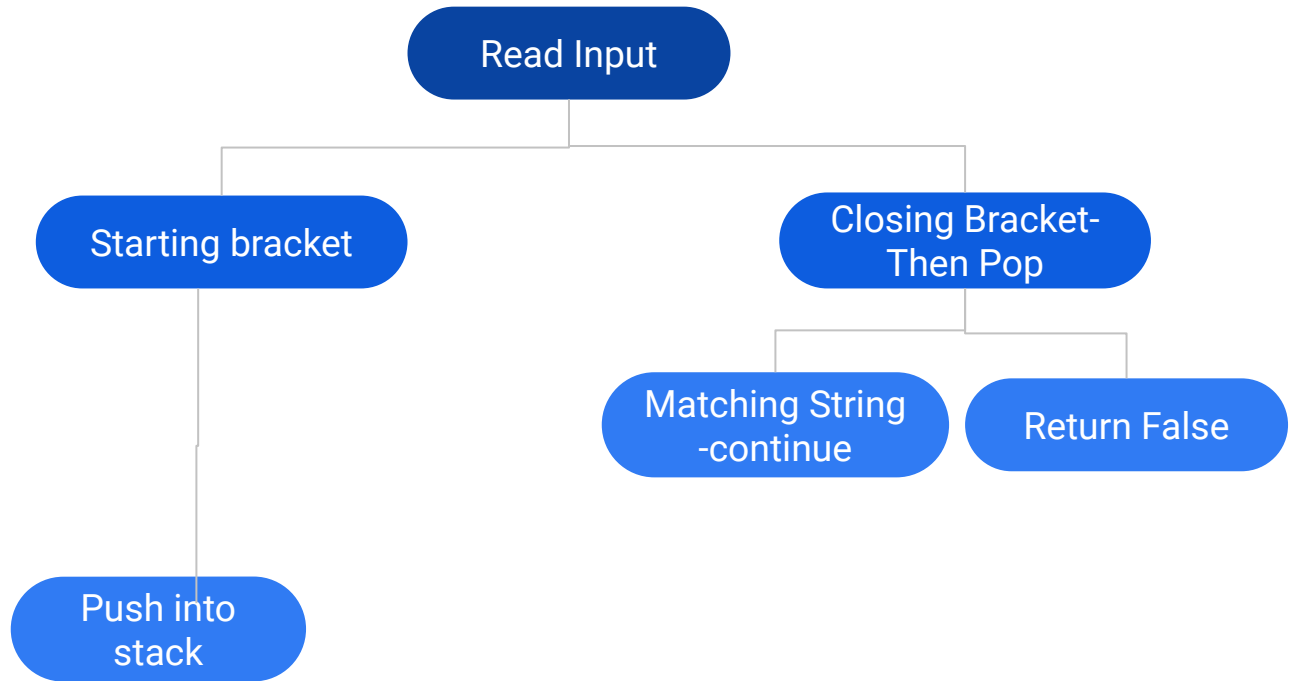 Read Input
Starting bracket
Closing Bracket-
Then Pop
Matching String
-continue
Return False
Push into
stack